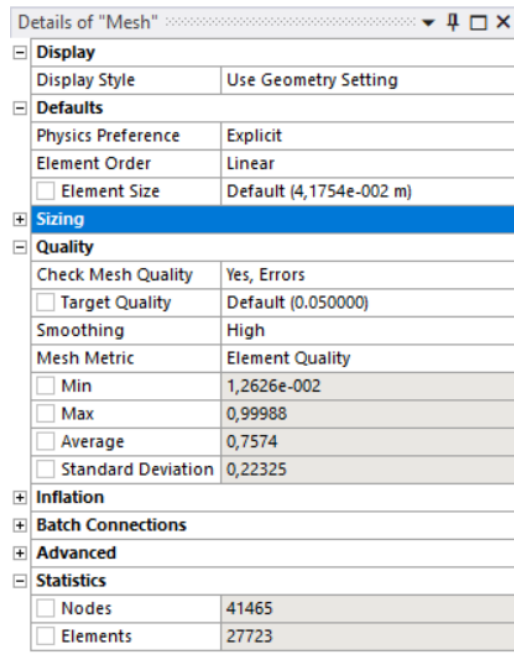 Details of "Mesh"
Display
Display Style Use Geometry Setting
Defaults
Physics Preference Explicit
Element Order Linear
Element Size Default (4,1754e-002 m)
Sizing
Quality
Check Mesh Quality Yes, Errors
Target Quality Default (0.050000)
Smoothing High
Mesh Metric Element Quality
Min 1,2626e-002
Max 0,99988
Average 0,7574
Standard Deviation 0,22325
Inflation
Batch Connections
Advanced
Statistics
Nodes 41465
Elements 27723